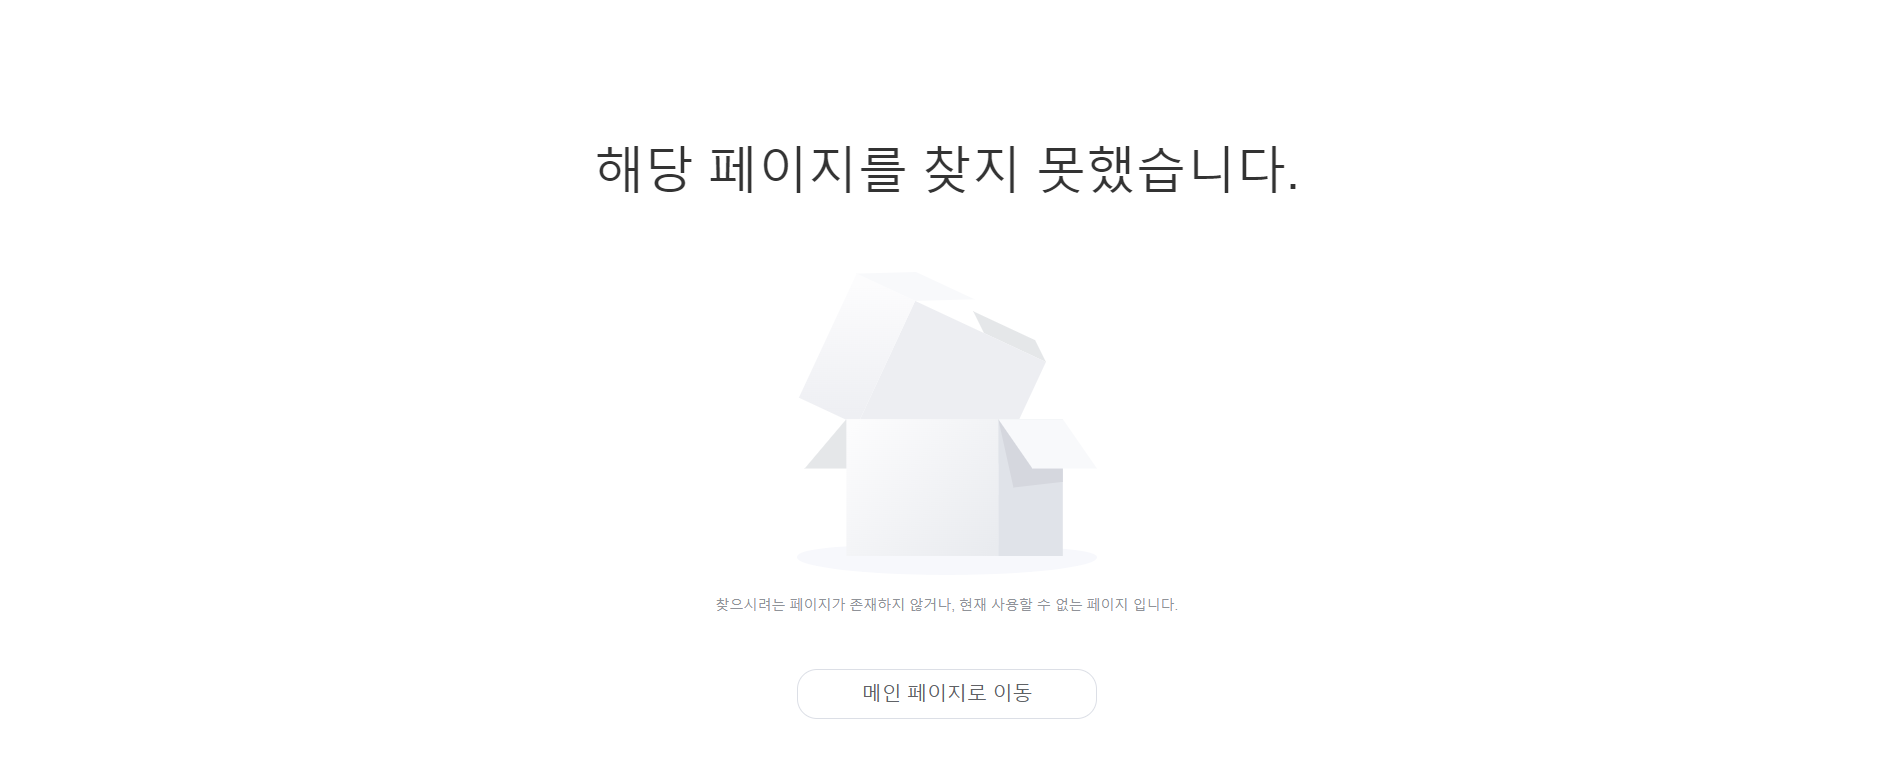 해당 페이지를 찾지 못했습니다.
찾으시려는 페이지가 존재하지 않거나, 현재 사용할 수 없는 페이지 입니다.
메인 페이지로 이동